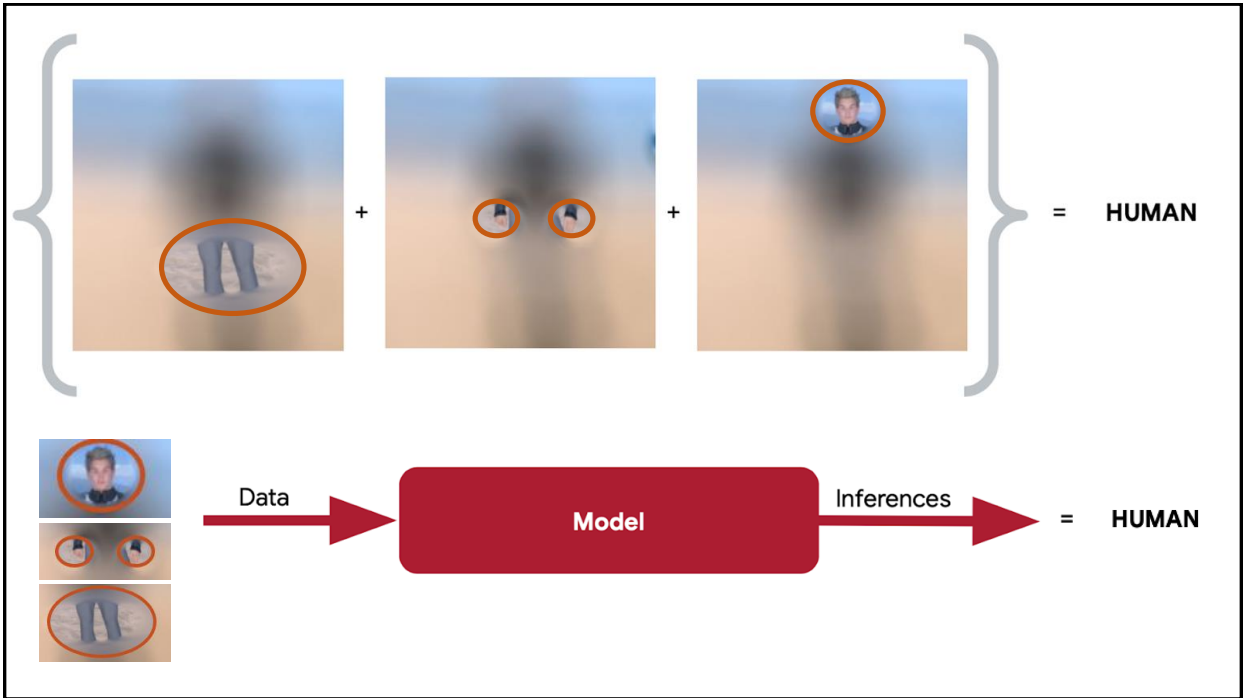 +
+
= HUMAN
Data
Model
Inferences
= HUMAN